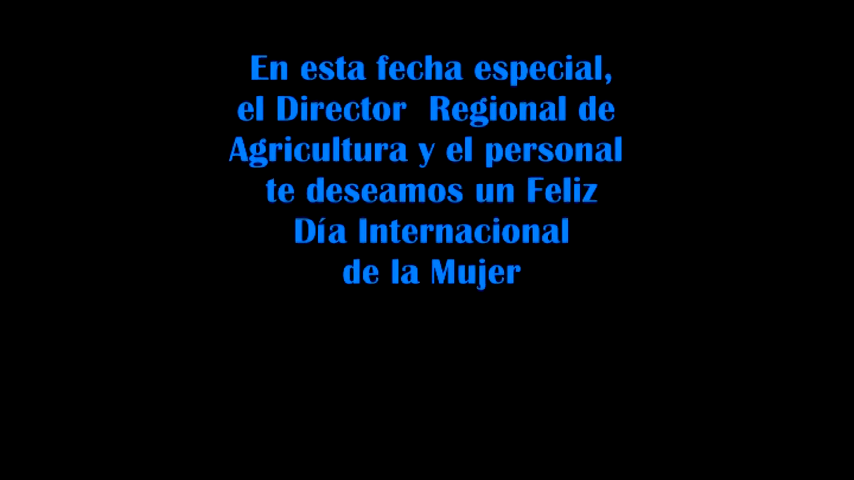 En esta fecha especial,
el Director Regional de
Agricultura y el personal
te deseamos un Feliz
Día Internacional
de la Mujer